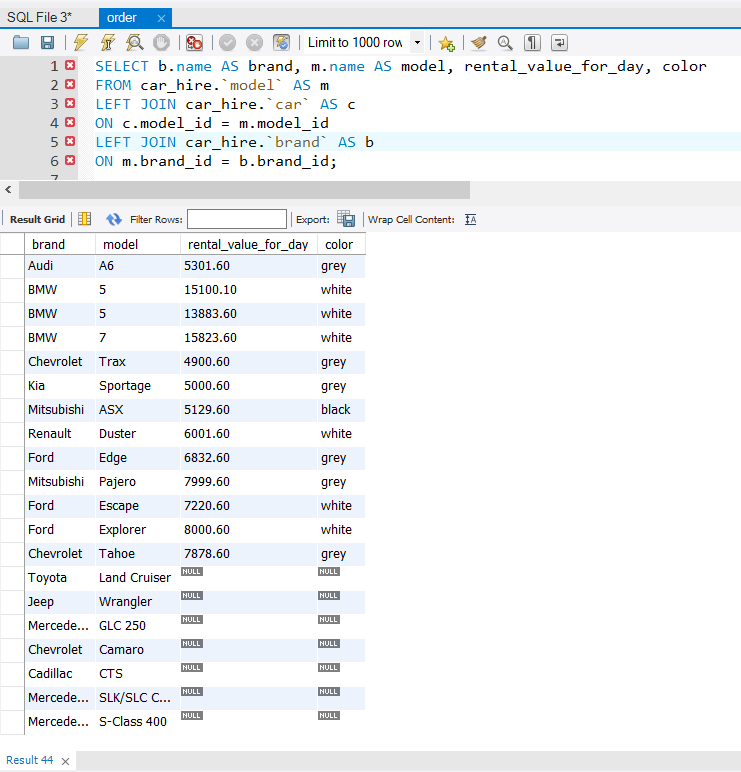 SQL File 3* order ×
Limit to 1000 row
1 SELECT b.name AS brand, m.name AS model, rental_value_for_day, color
2 FROM car_hire.`model` AS m
3 LEFT JOIN car_hire.`car` AS c
4 ON c.model_id = m.model_id
5 LEFT JOIN car_hire.`brand` AS b
6 ON m.brand_id = b.brand_id;
7
Result Grid Filter Rows: Export: Wrap Cell Content: IA
brand model rental_value_for_day color
Audi A6 5301.60 grey
BMW 5 15100.10 white
BMW 5 13883.60 white
BMW 7 15823.60 white
Chevrolet Trax 4900.60 grey
Kia Sportage 5000.60 grey
Mitsubishi ASX 5129.60 black
Renault Duster 6001.60 white
Ford Edge 6832.60 grey
Mitsubishi Pajero 7999.60 grey
Ford Escape 7220.60 white
Ford Explorer 8000.60 white
Chevrolet Tahoe 7878.60 grey
Toyota Land Cruiser NULL NULL
Jeep Wrangler NULL NULL
Mercede... GLC 250 NULL NULL
Chevrolet Camaro NULL NULL
Cadillac CTS NULL NULL
Mercede... SLK/SLC C... NULL NULL
Mercede... S-Class 400 NULL NULL
Result 44 ×